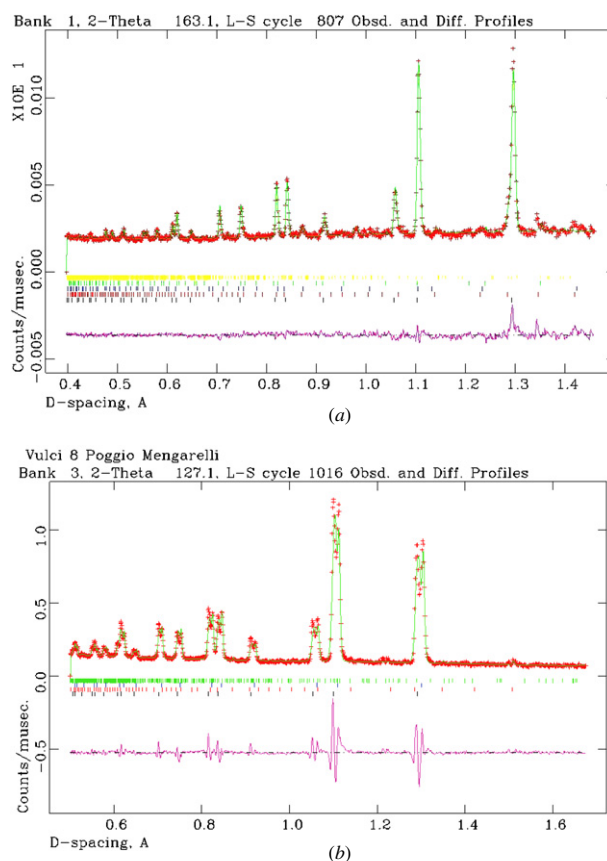 Bank 1, 2-Theta 163.1, L-S cycle 807 Obsd. and Diff. Profiles
X10E 1
Counts/musec.
0.010
0.005
0.000
−0.005
0.4 0.5 0.6 0.7 0.8 0.9 1.0 1.1 1.2 1.3 1.4
D-spacing, A
(a)
Vulci 8 Poggio Mengarelli
Bank 3, 2-Theta 127.1, L-S cycle 1016 Obsd. and Diff. Profiles
Counts/musec.
1.0
0.5
0.0
−0.5
0.6 0.8 1.0 1.2 1.4 1.6
D-spacing, A
(b)